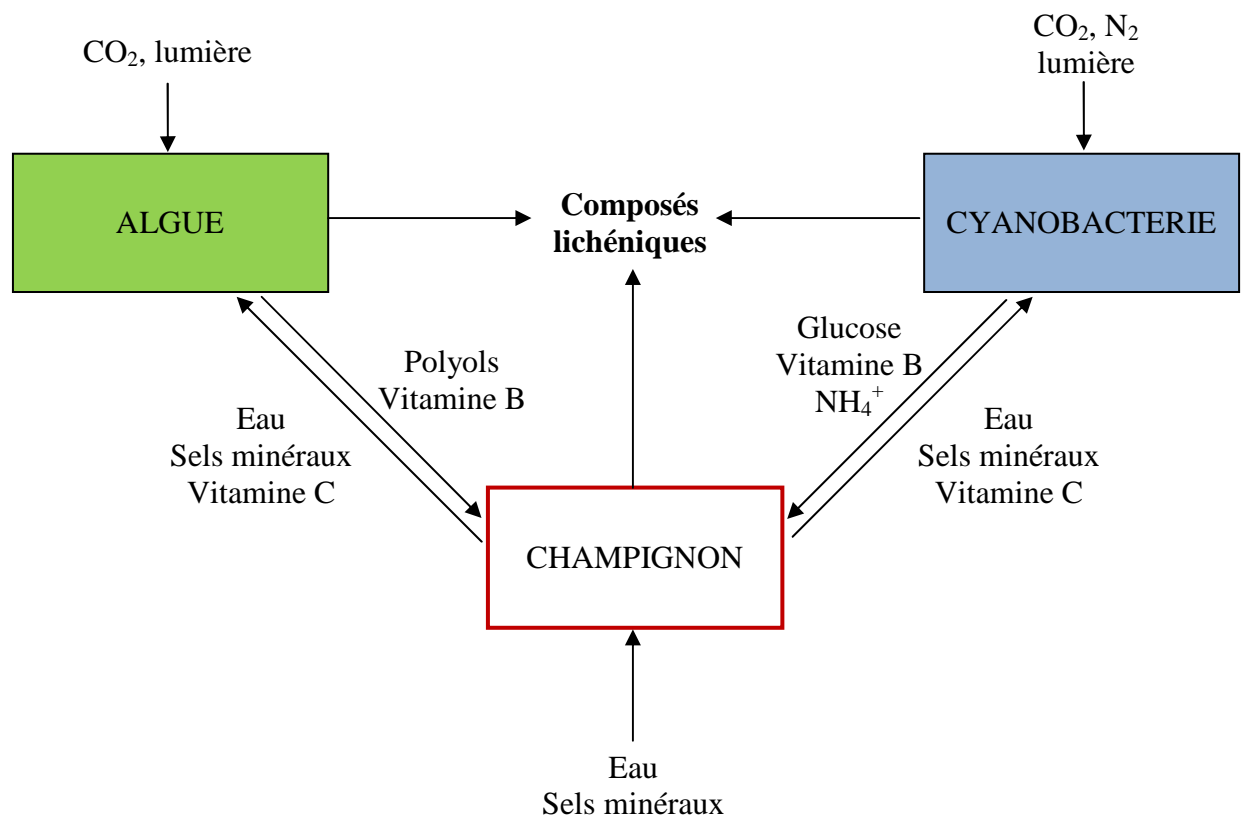 CO₂, lumière
CO₂, N₂
lumière
ALGUE
Composés
lichéniques
CYANOBACTERIE
Polyols
Vitamine B
Eau
Sels minéraux
Vitamine C
Glucose
Vitamine B
NH₄⁺
Eau
Sels minéraux
Vitamine C
CHAMPIGNON
Eau
Sels minéraux